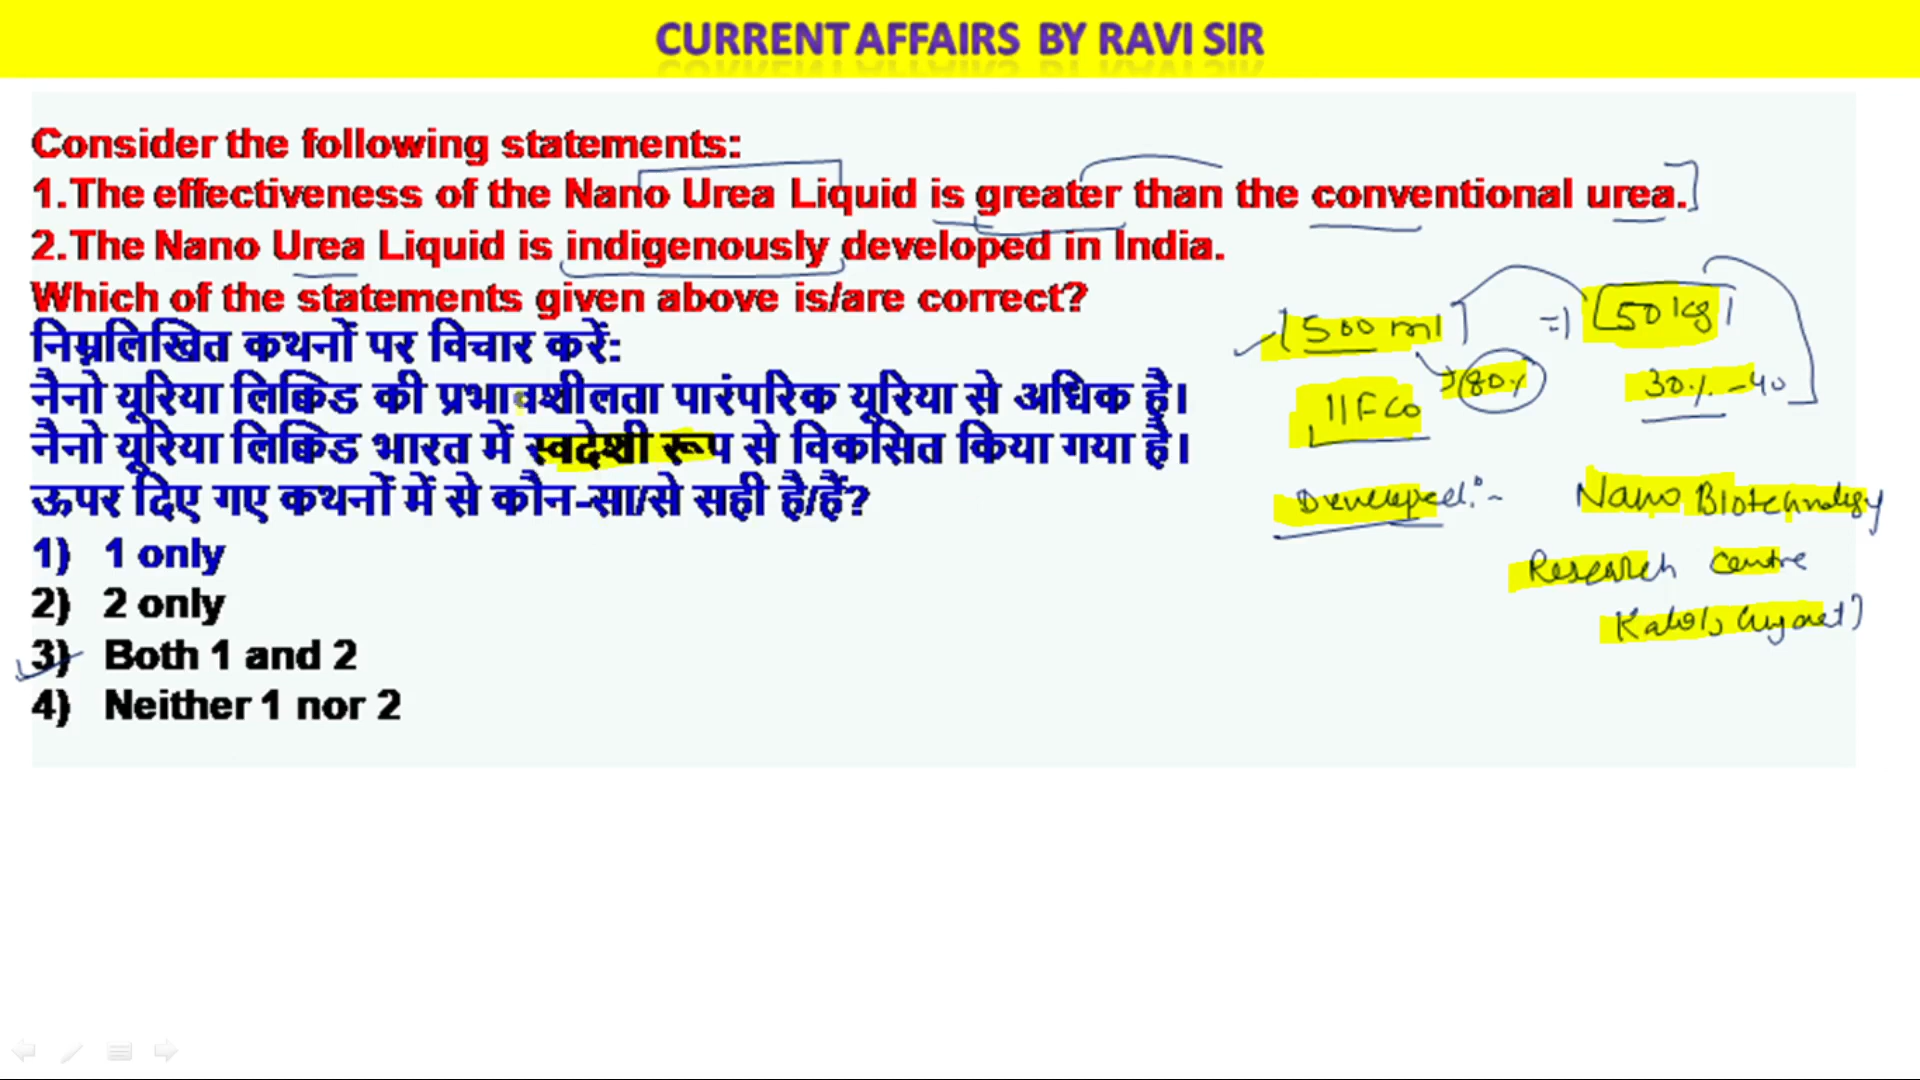 CURRENT AFFAIRS BY RAVI SIR
Consider the following statements:
1.The effectiveness of the Nano Urea Liquid is greater than the conventional urea.
2.The Nano Urea Liquid is indigenously developed in India.
Which of the statements given above is/are correct?
निम्नलिखित कथनों पर विचार करें:
नैनो यूरिया लिक्विड की प्रभावशीलता पारंपरिक यूरिया से अधिक है।
नैनो यूरिया लिक्विड भारत में स्वदेशी रूप से विकसित किया गया है।
ऊपर दिए गए कथनों में से कौन-सा/से सही है/हैं?
1) 1 only
2) 2 only
3) Both 1 and 2
4) Neither 1 nor 2
[500 ml] = [50 kg]
80% 30% - 40
IIFCO
Developed:- Nano Biotechnology
Research Centre
Kalol, Gujarat)